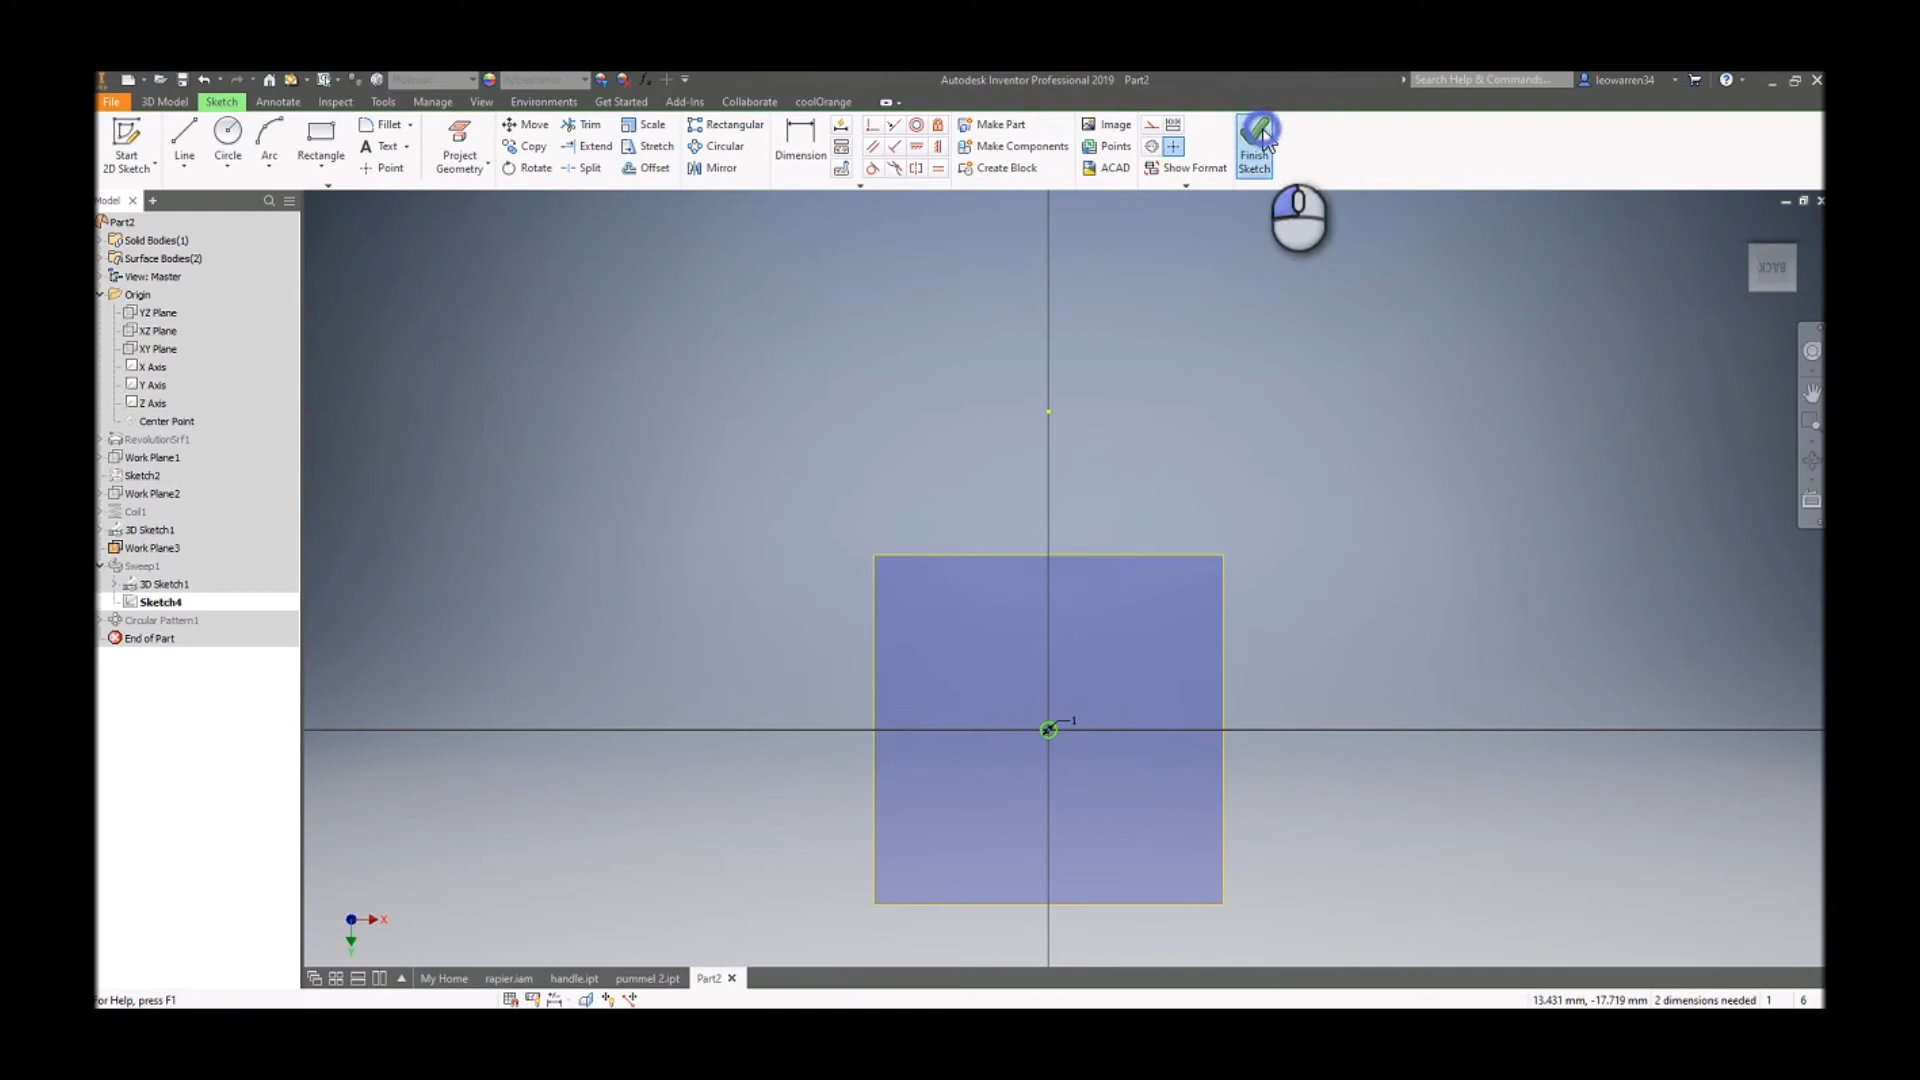 Autodesk Inventor Professional 2019 Part2
Search Help & Commands...
leowarren34
File 3D Model Sketch Annotate Inspect Tools Manage View Environments Get Started Add-Ins Collaborate coolOrange
Start 2D Sketch
Line
Circle
Arc
Rectangle
Fillet
Text
Point
Project Geometry
Move
Copy
Rotate
Trim
Extend
Split
Scale
Stretch
Offset
Rectangular
Circular
Mirror
Dimension
Make Part
Make Components
Create Block
Image
Points
ACAD
Show Format
Finish Sketch
Model
Part2
Solid Bodies(1)
Surface Bodies(2)
View: Master
Origin
YZ Plane
XZ Plane
XY Plane
X Axis
Y Axis
Z Axis
Center Point
RevolutionSrf1
Work Plane1
Sketch2
Work Plane2
Coil1
3D Sketch1
Work Plane3
Sweep1
3D Sketch1
Sketch4
Circular Pattern1
End of Part
BACK
1
X
Y
My Home rapier.iam handle.ipt pummel 2.ipt Part2
For Help, press F1
13.431 mm, -17.719 mm 2 dimensions needed 1 6